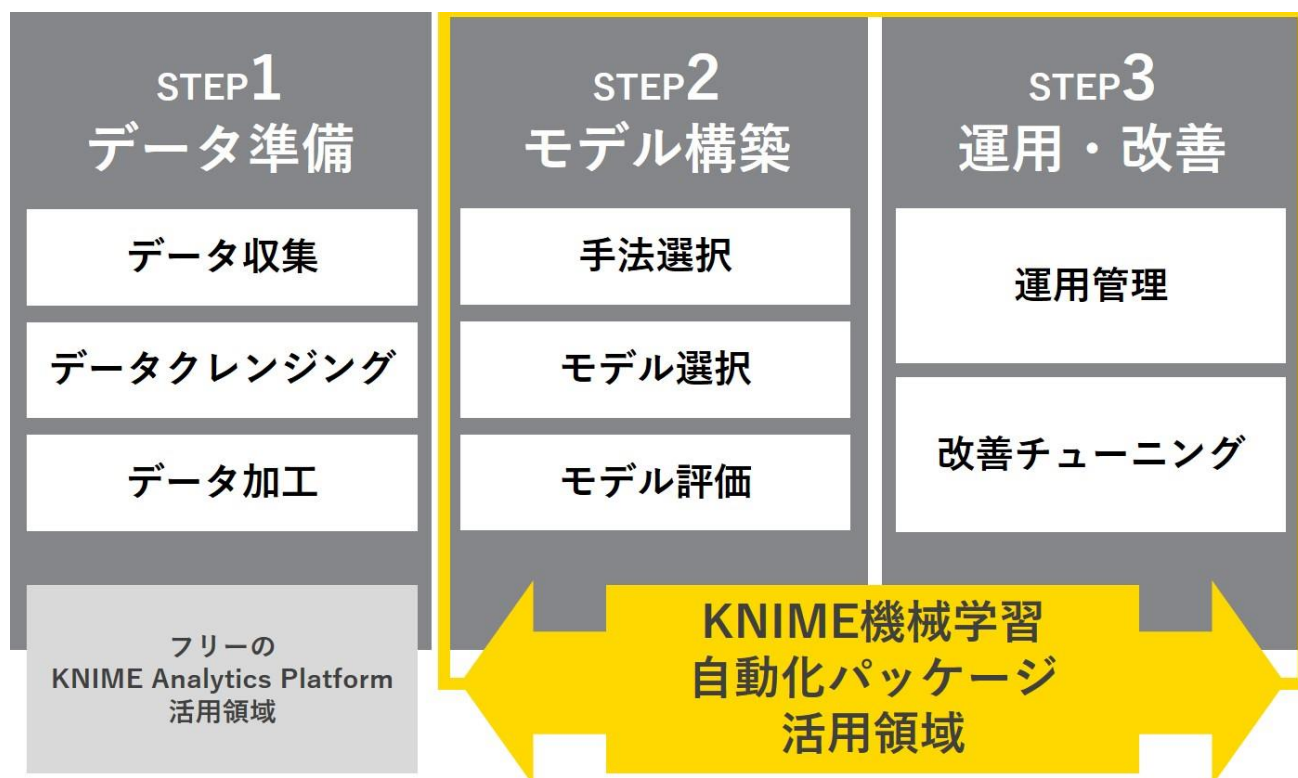 STEP1
データ準備
データ収集
データクレンジング
データ加工
フリーの
KNIME Analytics Platform
活用領域
STEP2
モデル構築
手法選択
モデル選択
モデル評価
STEP3
運用・改善
運用管理
改善チューニング
KNIME機械学習
自動化パッケージ
活用領域